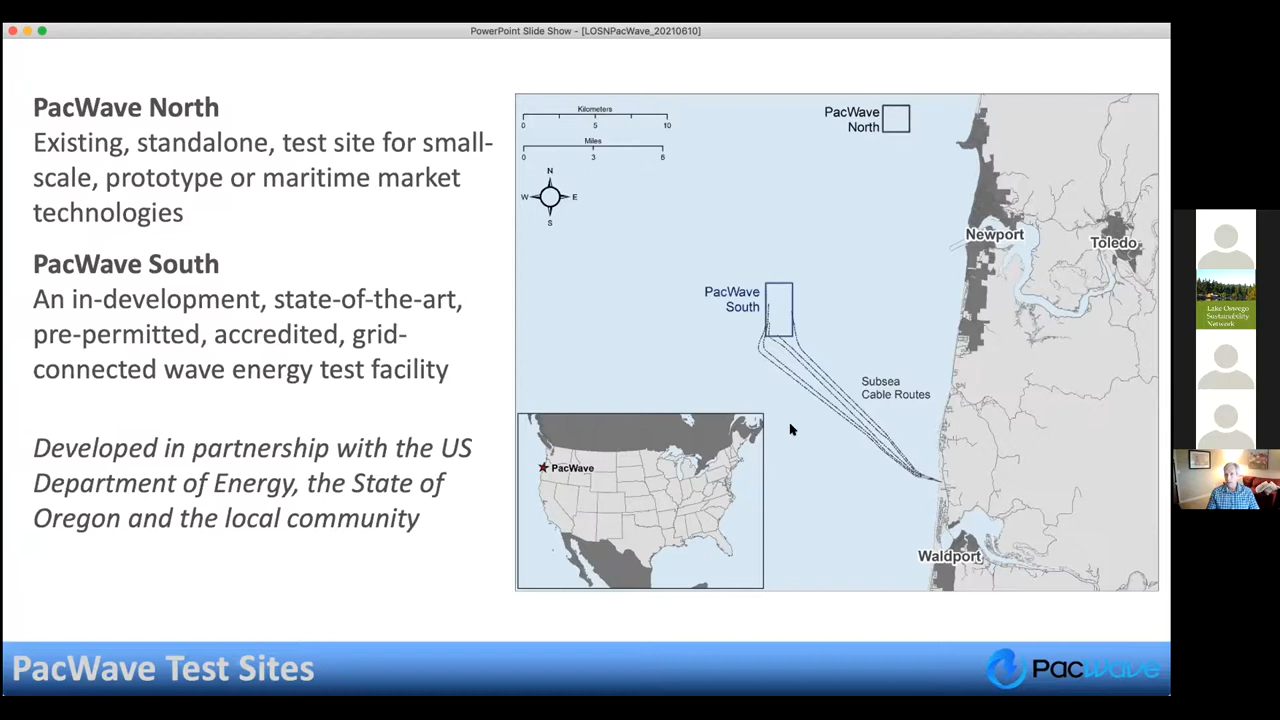 PowerPoint Slide Show - [LOSNPacWave_20210610]
PacWave North
Existing, standalone, test site for small-
scale, prototype or maritime market
technologies
PacWave South
An in-development, state-of-the-art,
pre-permitted, accredited, grid-
connected wave energy test facility
Developed in partnership with the US
Department of Energy, the State of
Oregon and the local community
Kilometers
0 5 10
Miles
0 3 6
N
W E
S
PacWave
North
Newport
Toledo
PacWave
South
Subsea
Cable Routes
PacWave
Waldport
Lake Oswego
Sustainability
Network
PacWave Test Sites
PacWave